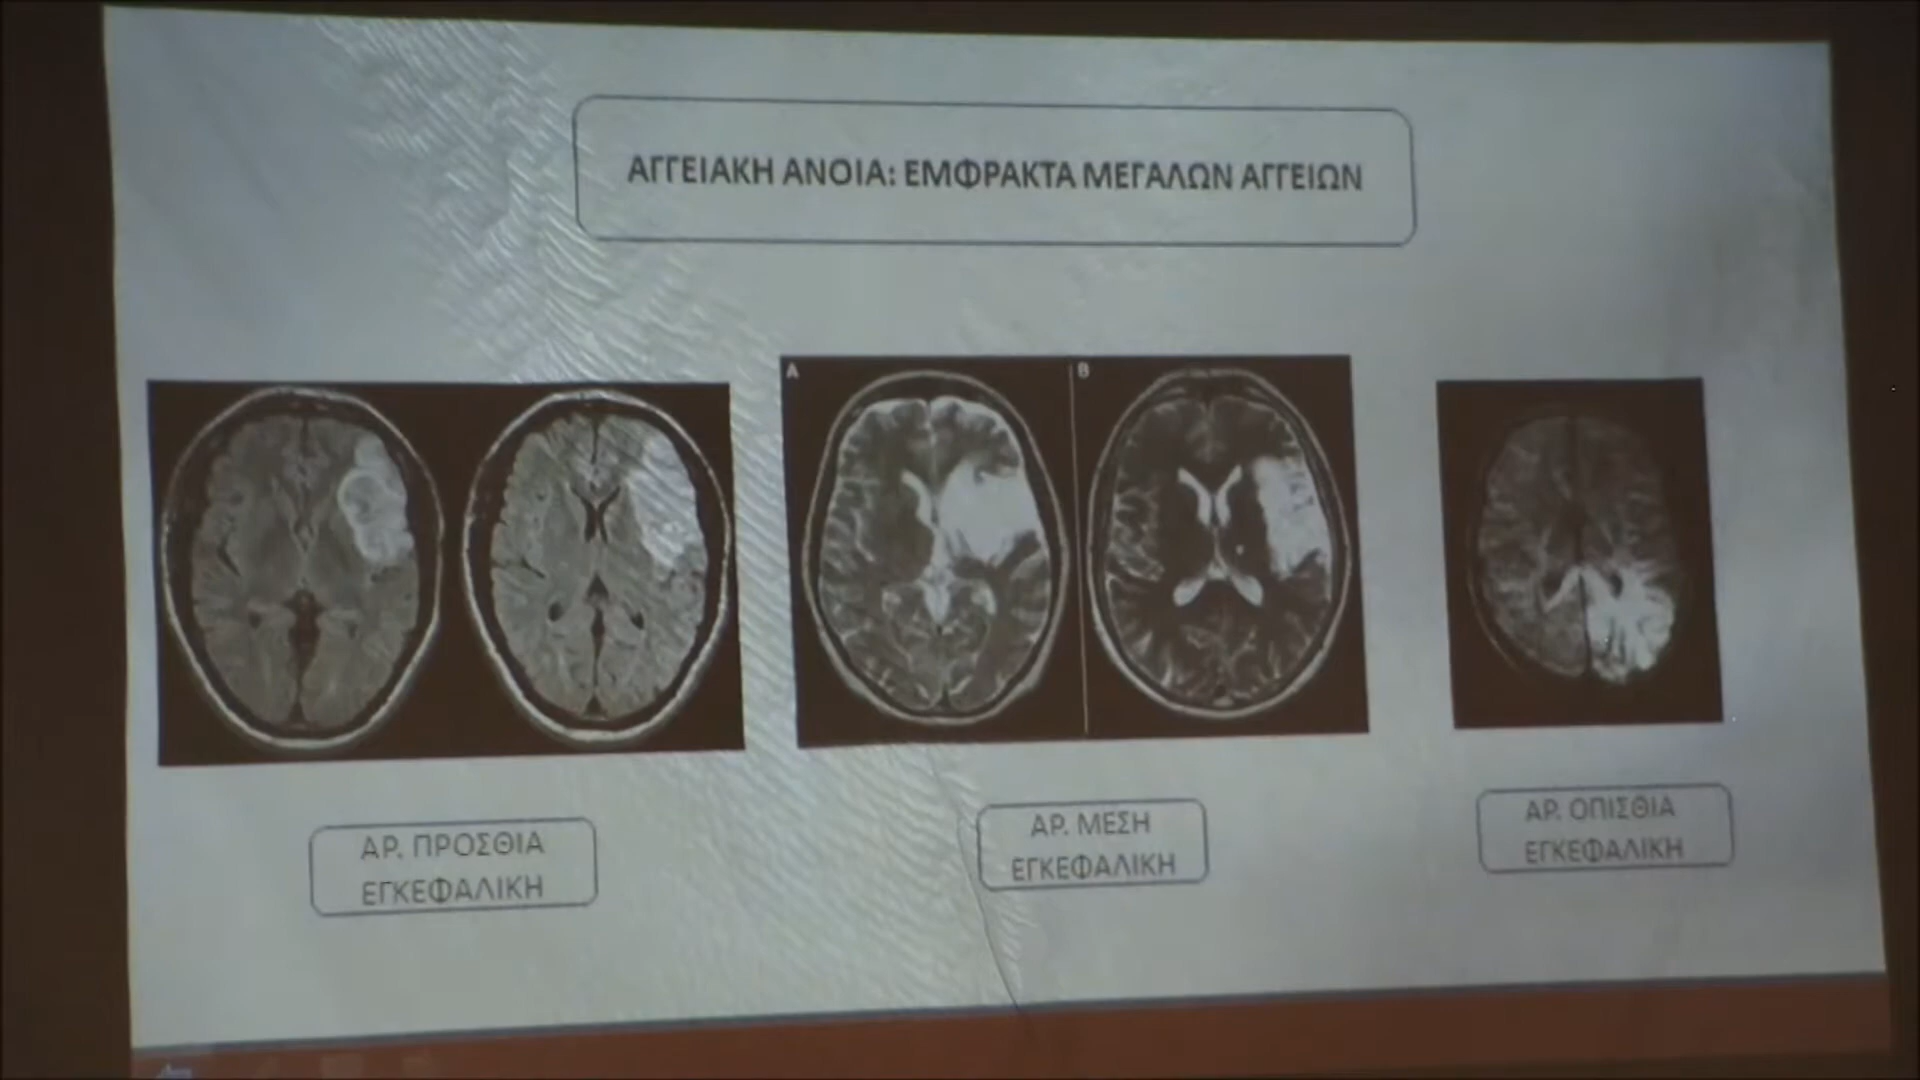 ΑΓΓΕΙΑΚΗ ΑΝΟΙΑ: ΕΜΦΡΑΚΤΑ ΜΕΓΑΛΩΝ ΑΓΓΕΙΩΝ
A
B
ΑΡ. ΠΡΟΣΘΙΑ
ΕΓΚΕΦΑΛΙΚΗ
ΑΡ. ΜΕΣΗ
ΕΓΚΕΦΑΛΙΚΗ
ΑΡ. ΟΠΙΣΘΙΑ
ΕΓΚΕΦΑΛΙΚΗ